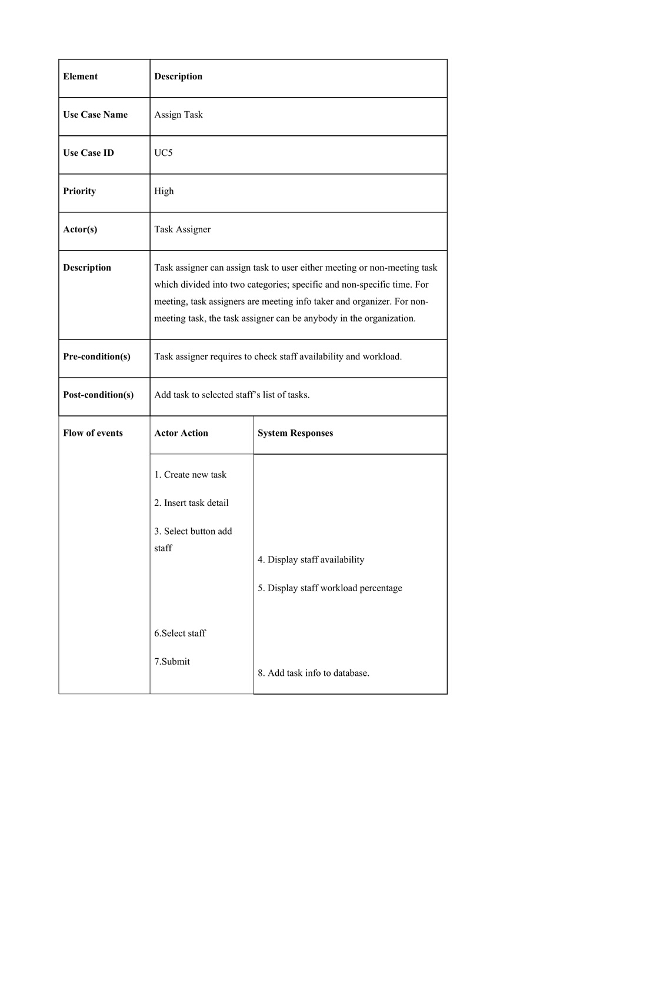 Element
Description
Use Case Name
Assign Task
Use Case ID
UC5
Priority
High
Actor(s)
Task Assigner
Description
Task assigner can assign task to user either meeting or non-meeting task
which divided into two categories; specific and non-specific time. For
meeting, task assigners are meeting info taker and organizer. For non-
meeting task, the task assigner can be anybody in the organization.
Pre-condition(s)
Task assigner requires to check staff availability and workload.
Post-condition(s)
Add task to selected staff’s list of tasks.
Flow of events
Actor Action
System Responses
1. Create new task
2. Insert task detail
3. Select button add
staff
4. Display staff availability
5. Display staff workload percentage
6.Select staff
7.Submit
8. Add task info to database.